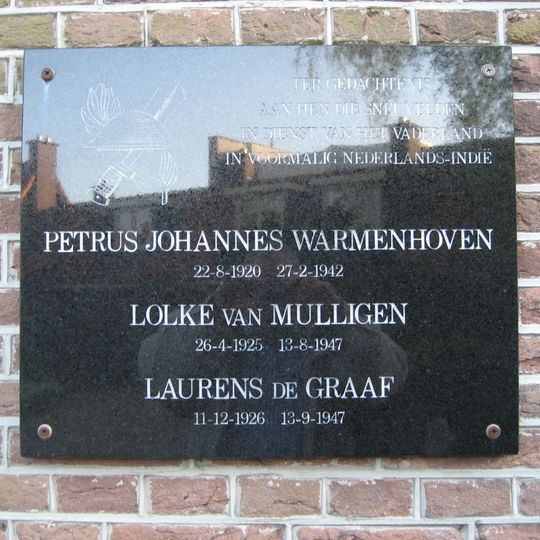 TER GEDACHTENIS
AAN HEN DIE SNEUVELDEN
IN DIENST VAN HET VADERLAND
IN VOORMALIG NEDERLANDS-INDIË
PETRUS JOHANNES WARMENHOVEN
22-8-1920 27-2-1942
LOLKE VAN MULLIGEN
26-4-1925 13-8-1947
LAURENS DE GRAAF
11-12-1926 13-9-1947